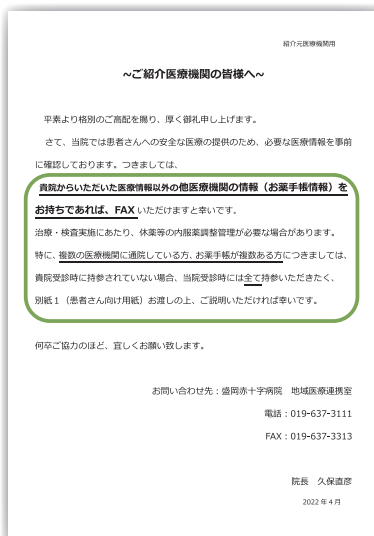 紹介元医療機関用
~ご紹介医療機関の皆様へ~
平素より格別のご高配を賜り、厚く御礼申し上げます。
さて、当院では患者さんへの安全な医療の提供のため、必要な医療情報を事前
に確認しております。つきましては、
貴院からいただいた医療情報以外の他医療機関の情報（お薬手帳情報）を
お持ちであれば、FAX いただけますと幸いです。
治療・検査実施にあたり、休薬等の内服薬調整管理が必要な場合があります。
特に、複数の医療機関に通院している方、お薬手帳が複数ある方につきましては、
貴院受診時に持参されていない場合、当院受診時には全て持参いただきたく、
別紙１（患者さん向け用紙）お渡しの上、ご説明いただければ幸いです。
何卒ご協力のほど、宜しくお願い致します。
お問い合わせ先：盛岡赤十字病院　地域医療連携室
電話：019-637-3111
FAX：019-637-3313
院長　久保直彦
2022 年 4 月